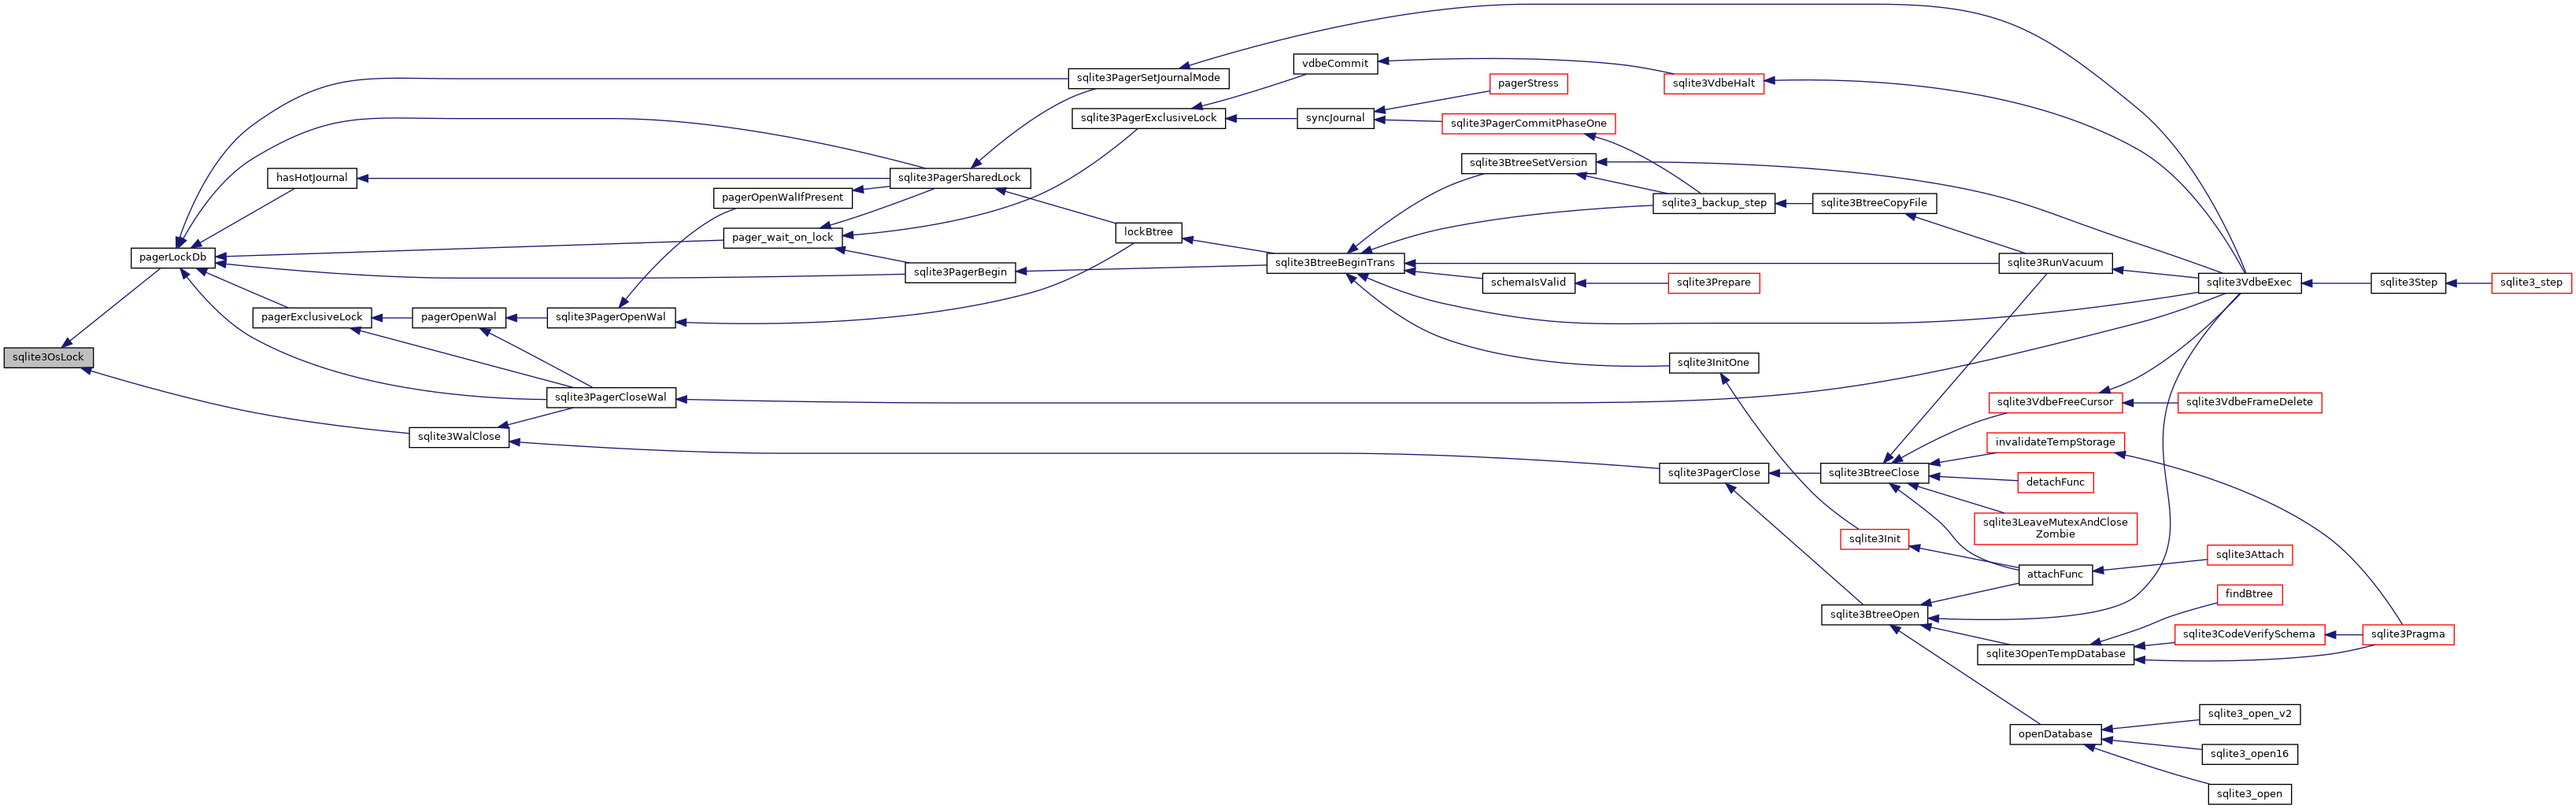 sqlite3OsLock
pagerLockDb
sqlite3WalClose
hasHotJournal
pagerExclusiveLock
pagerOpenWal
sqlite3PagerCloseWal
sqlite3PagerOpenWal
pagerOpenWalIfPresent
pager_wait_on_lock
sqlite3PagerSharedLock
sqlite3PagerBegin
sqlite3PagerSetJournalMode
sqlite3PagerExclusiveLock
lockBtree
vdbeCommit
syncJournal
sqlite3BtreeBeginTrans
pagerStress
sqlite3PagerCommitPhaseOne
sqlite3BtreeSetVersion
schemaIsValid
sqlite3VdbeHalt
sqlite3_backup_step
sqlite3Prepare
sqlite3InitOne
sqlite3PagerClose
sqlite3BtreeCopyFile
sqlite3BtreeClose
sqlite3Init
sqlite3BtreeOpen
sqlite3RunVacuum
sqlite3VdbeFreeCursor
invalidateTempStorage
detachFunc
sqlite3LeaveMutexAndClose
Zombie
attachFunc
sqlite3OpenTempDatabase
openDatabase
sqlite3VdbeExec
sqlite3VdbeFrameDelete
sqlite3Attach
findBtree
sqlite3CodeVerifySchema
sqlite3_open_v2
sqlite3_open16
sqlite3_open
sqlite3Step
sqlite3Pragma
sqlite3_step